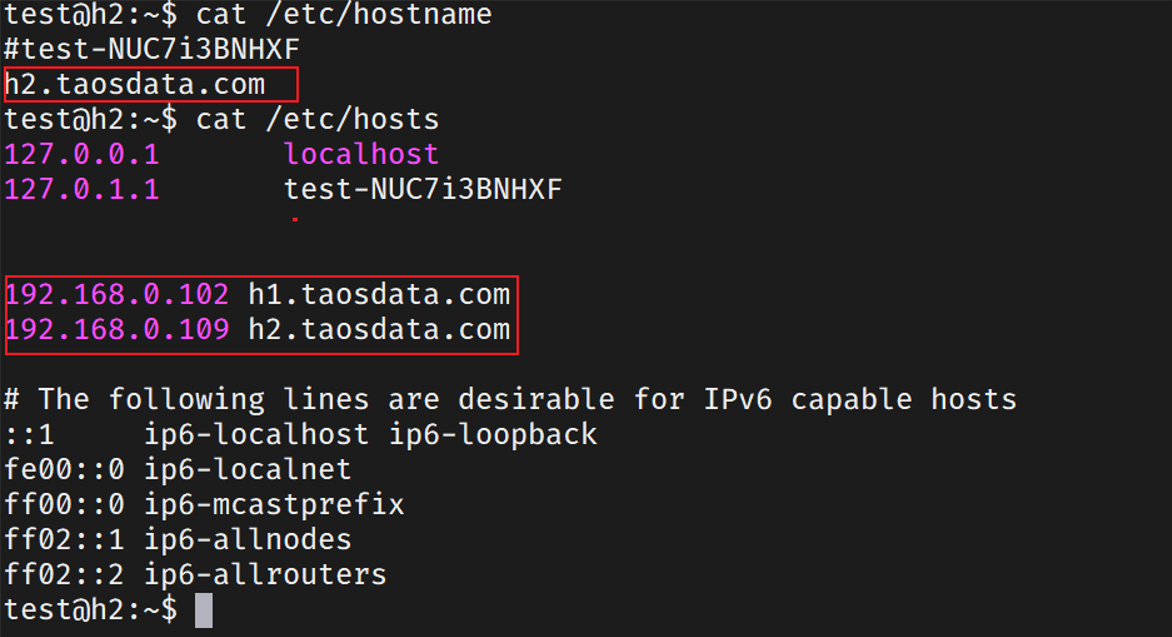 test@h2:~$ cat /etc/hostname
#test-NUC7i3BNHXF
h2.taosdata.com
test@h2:~$ cat /etc/hosts
127.0.0.1       localhost
127.0.1.1       test-NUC7i3BNHXF
192.168.0.102 h1.taosdata.com
192.168.0.109 h2.taosdata.com
# The following lines are desirable for IPv6 capable hosts
::1     ip6-localhost ip6-loopback
fe00::0 ip6-localnet
ff00::0 ip6-mcastprefix
ff02::1 ip6-allnodes
ff02::2 ip6-allrouters
test@h2:~$